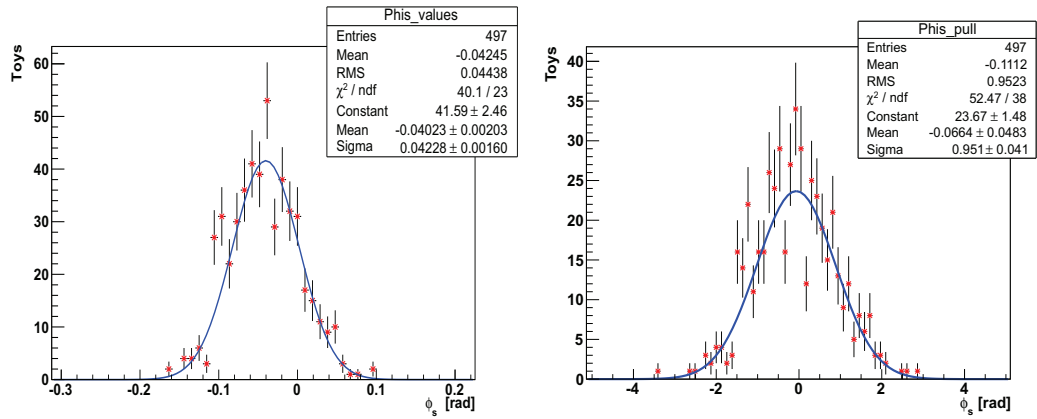 Phis_values
Entries 497
Mean -0.04245
RMS 0.04438
χ² / ndf 40.1 / 23
Constant 41.59 ± 2.46
Mean -0.04023 ± 0.00203
Sigma 0.04228 ± 0.00160
Toys
60
50
40
30
20
10
0
-0.3 -0.2 -0.1 0 0.1 0.2
ϕs [rad]
Phis_pull
Entries 497
Mean -0.1112
RMS 0.9523
χ² / ndf 52.47 / 38
Constant 23.67 ± 1.48
Mean -0.0664 ± 0.0483
Sigma 0.951 ± 0.041
Toys
40
35
30
25
20
15
10
5
0
-4 -2 0 2 4
ϕs [rad]